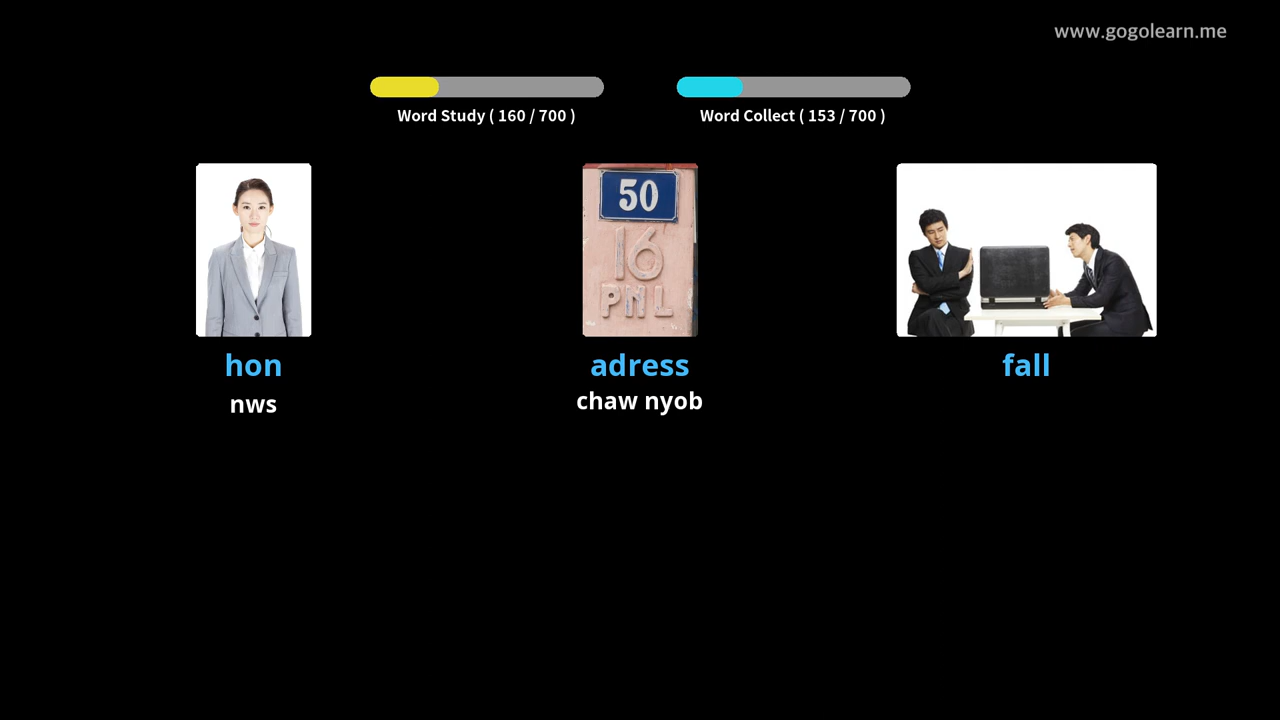 www.gogolearn.me
Word Study ( 160 / 700 )
Word Collect ( 153 / 700 )
50
16
PNL
hon
adress
fall
nws
chaw nyob